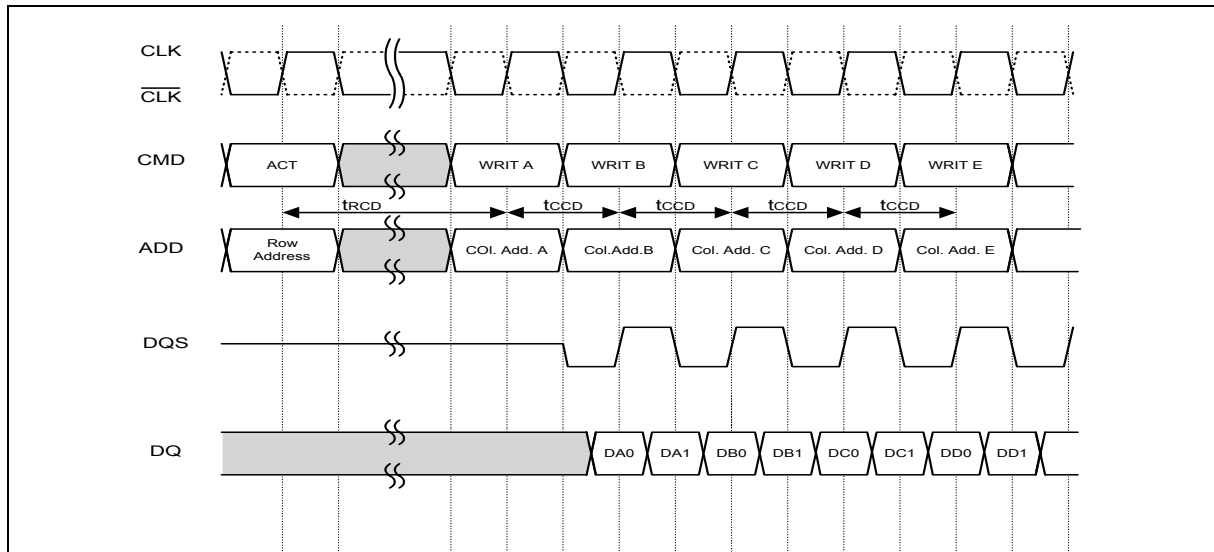 CLK
CLK
CMD
ACT
WRIT A
WRIT B
WRIT C
WRIT D
WRIT E
tRCD
tCCD
tCCD
tCCD
tCCD
ADD
Row
Address
COl. Add. A
Col.Add.B
Col. Add. C
Col. Add. D
Col. Add. E
DQS
DQ
DA0
DA1
DB0
DB1
DC0
DC1
DD0
DD1